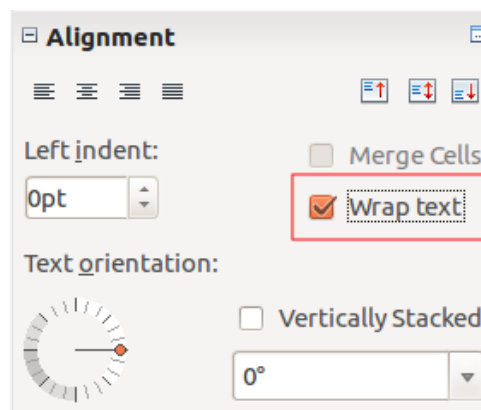 Alignment
Left indent:
Merge Cells
0pt
Wrap text
Text orientation:
Vertically Stacked
0°